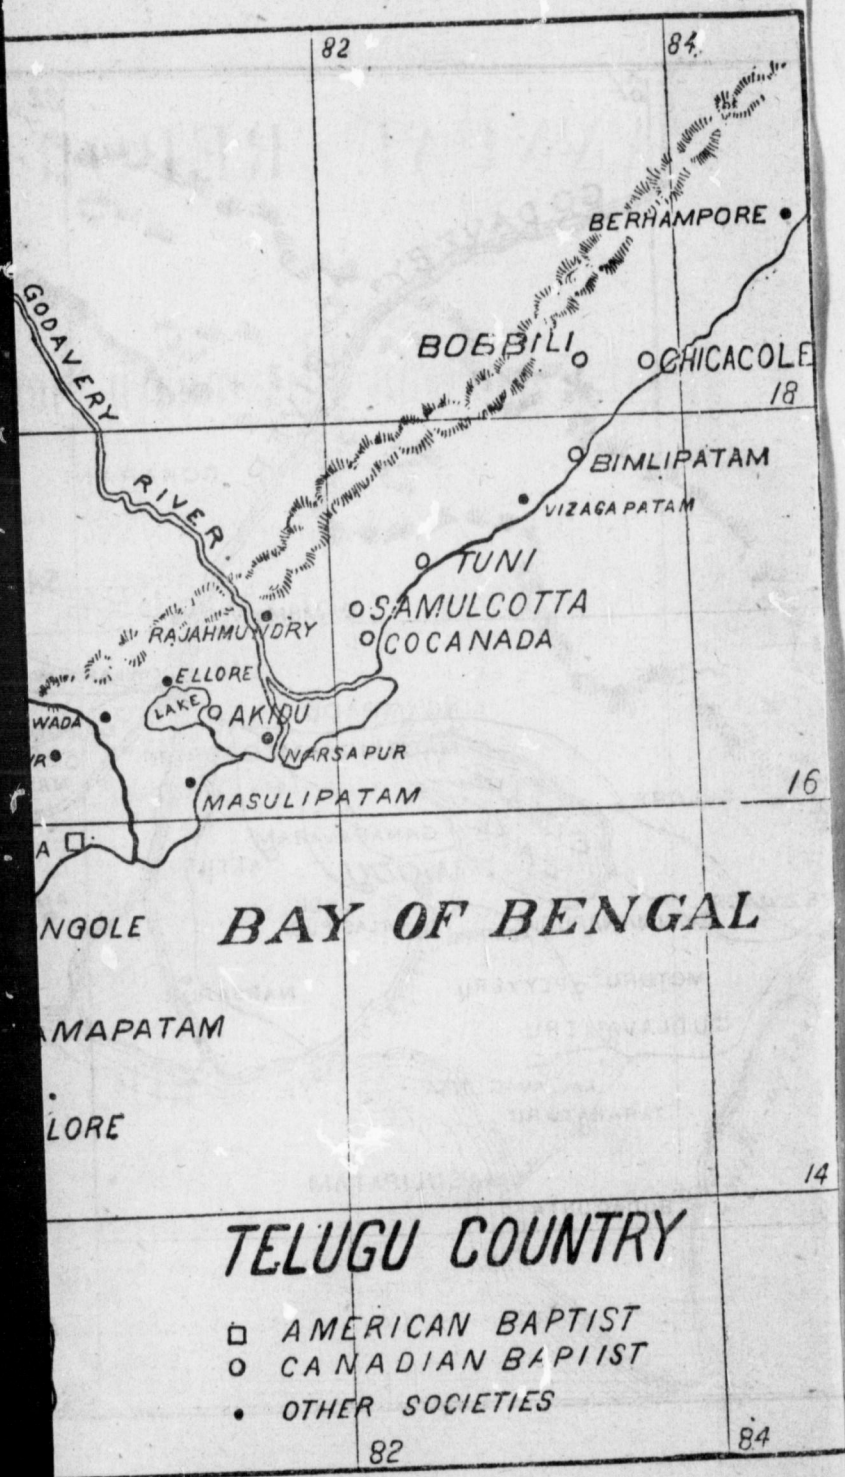 82
84
BERHAMPORE
GODAVERY
BOBBILI
CHICACOLE
18
BIMLIPATAM
RIVER
VIZAGAPATAM
TUNI
SAMULCOTTA
RAJAHMUNDRY
COCANADA
ELLORE
LAKE
AKIDU
WADA
NARSAPUR
R
MASULIPATAM
16
A
NGOLE
BAY OF BENGAL
AMAPATAM
LORE
14
TELUGU COUNTRY
AMERICAN BAPTIST
CANADIAN BAPTIST
OTHER SOCIETIES
82
84